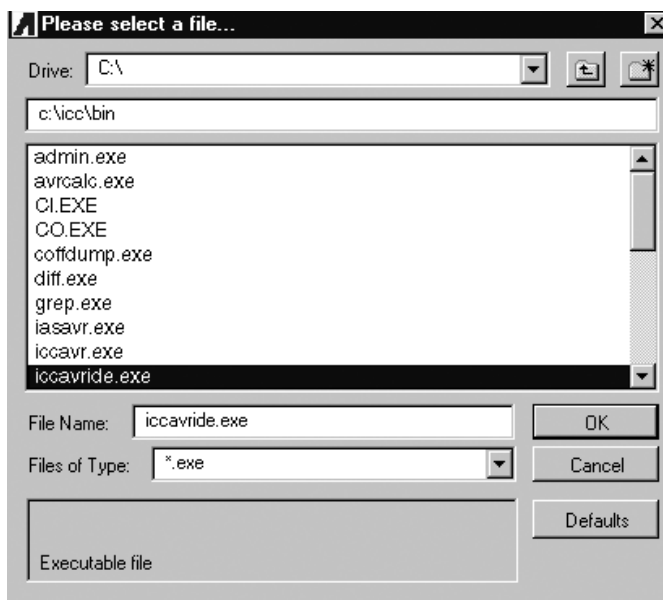 Please select a file...
Drive: C:\
c:\icc\bin
admin.exe
avrcalc.exe
CI.EXE
CO.EXE
coffdump.exe
diff.exe
grep.exe
iasavr.exe
iccavr.exe
iccavride.exe
File Name: iccavride.exe OK
Files of Type: *.exe Cancel
Defaults
Executable file